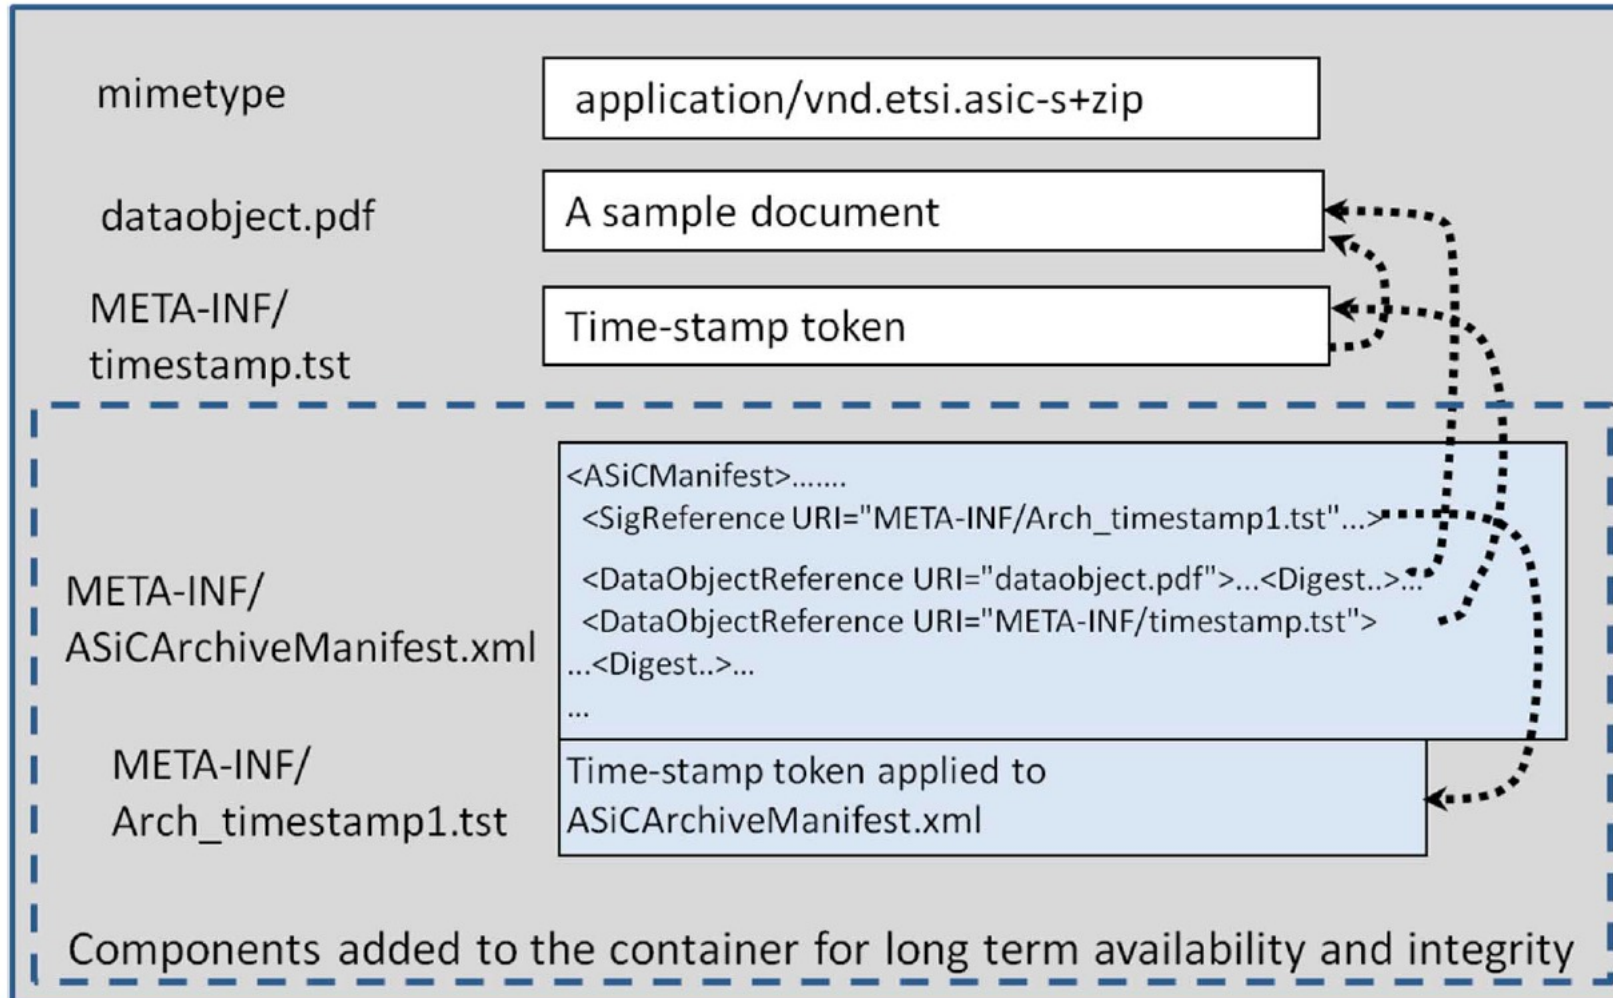 mimetype
application/vnd.etsi.asic-s+zip
dataobject.pdf
A sample document
META-INF/
timestamp.tst
Time-stamp token
META-INF/
ASiCArchiveManifest.xml
<ASiCManifest>.......
<SigReference URI="META-INF/Arch_timestamp1.tst"...>
<DataObjectReference URI="dataobject.pdf">...<Digest..>...
<DataObjectReference URI="META-INF/timestamp.tst">
...<Digest..>...
...
META-INF/
Arch_timestamp1.tst
Time-stamp token applied to
ASiCArchiveManifest.xml
Components added to the container for long term availability and integrity